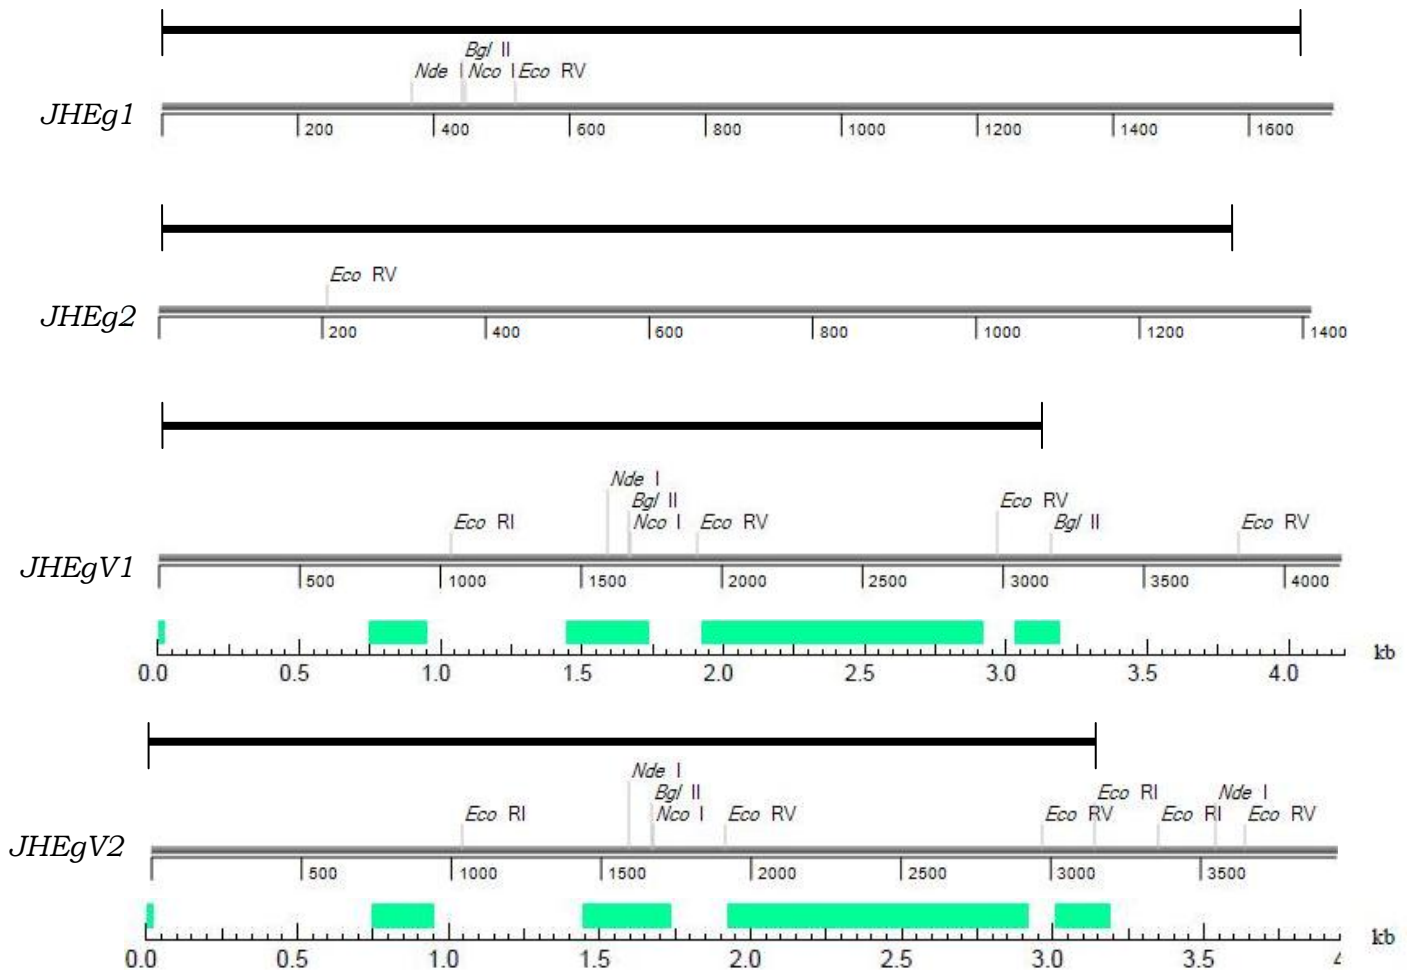 Bgl II
Nde I Nco I Eco RV
JHEg1
200 400 600 800 1000 1200 1400 1600
Eco RV
JHEg2
200 400 600 800 1000 1200 1400
Nde I
Bgl II Eco RV
Eco RI Nco I Eco RV Bgl II Eco RV
JHEgV1
500 1000 1500 2000 2500 3000 3500 4000
kb
0.0 0.5 1.0 1.5 2.0 2.5 3.0 3.5 4.0
Nde I
Bgl II Eco RI Nde I
Eco RI Nco I Eco RV Eco RV Eco RI Eco RV
JHEgV2
500 1000 1500 2000 2500 3000 3500
kb
0.0 0.5 1.0 1.5 2.0 2.5 3.0 3.5